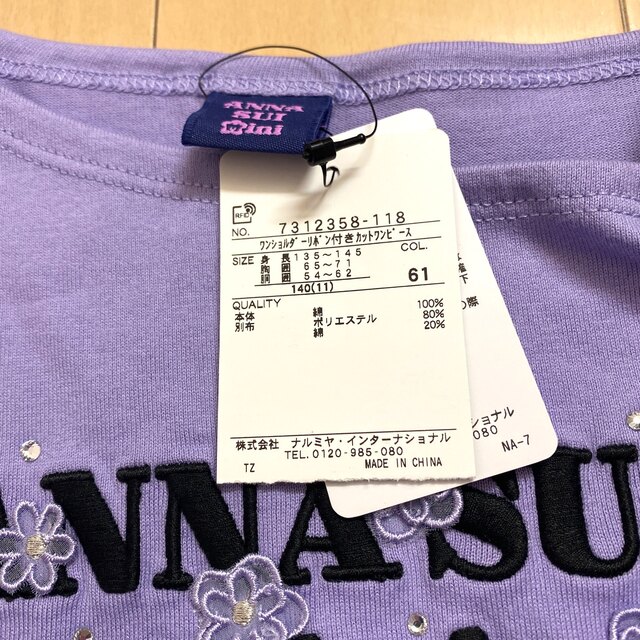 ANNA
SUI
mini
RFID
NO. 7312358-118
ﾜﾝｼｮﾙﾀﾞｰﾘﾎﾞﾝ付きｶｯﾄﾜﾝﾋﾟｰｽ
SIZE 身長 135～145 COL.
胸囲 65～71
胴囲 54～62 61
140(11)
QUALITY
本体 綿 100%
別布 ポリエステル 80%
綿 20%
株式会社 ナルミヤ・インターナショナル
TEL.0120-985-080
TZ MADE IN CHINA
下
の際
ショナル
080
NA-7
ANNA SU